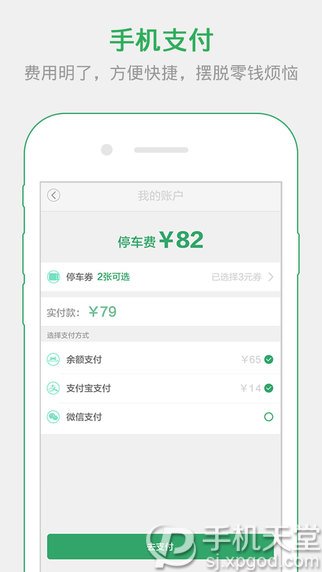 手机支付
费用明了，方便快捷，摆脱零钱烦恼
我的账户
停车费￥82
停车券 2张可选 已选择3元券
实付款：￥79
选择支付方式
余额支付 ￥65
支付宝支付 ￥14
微信支付
去支付
手机天堂
sj.xpgod.com